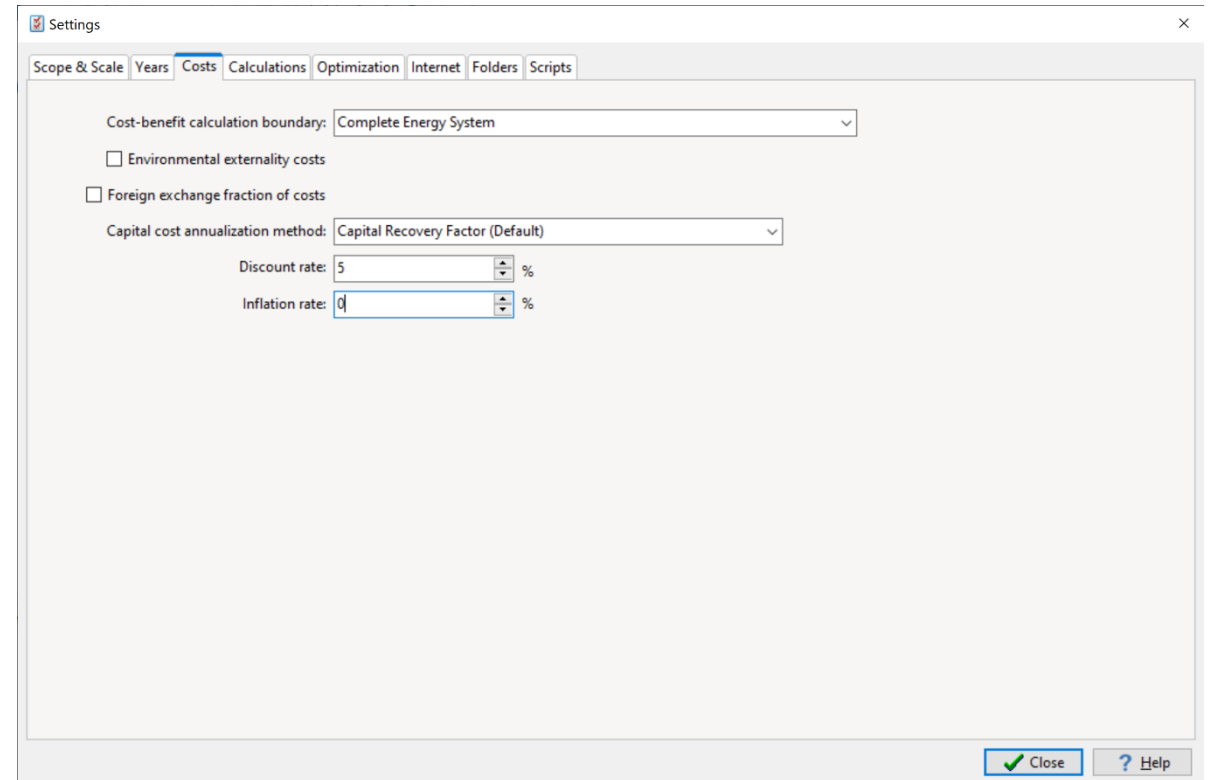 Settings
Scope & Scale Years Costs Calculations Optimization Internet Folders Scripts
Cost-benefit calculation boundary: Complete Energy System
Environmental externality costs
Foreign exchange fraction of costs
Capital cost annualization method: Capital Recovery Factor (Default)
Discount rate: 5 %
Inflation rate: 0 %
Close ? Help